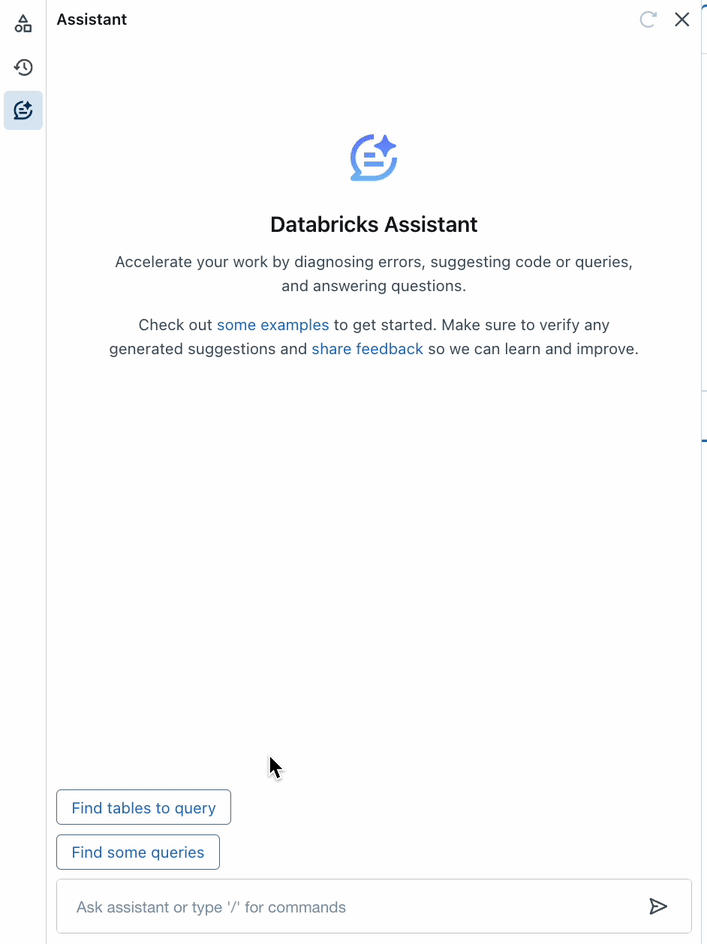 Assistant
Databricks Assistant
Accelerate your work by diagnosing errors, suggesting code or queries,
and answering questions.
Check out some examples to get started. Make sure to verify any
generated suggestions and share feedback so we can learn and improve.
Find tables to query
Find some queries
Ask assistant or type '/' for commands